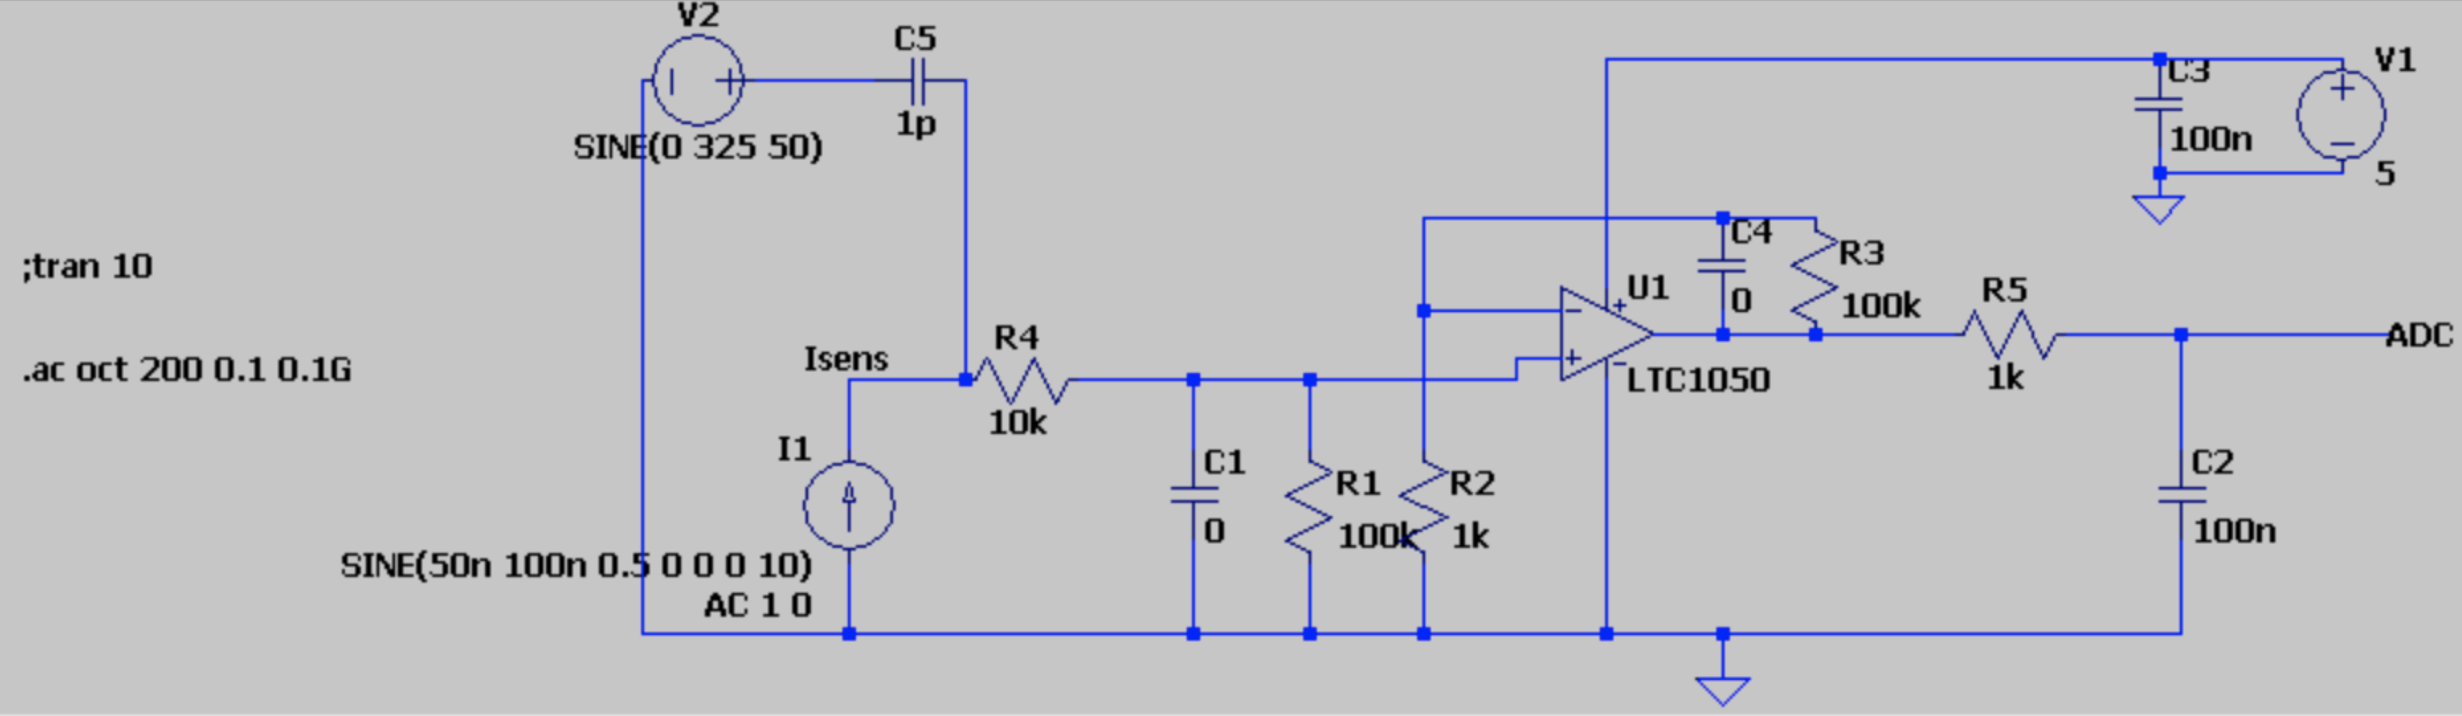 V2
C5
1p
SINE(0 325 50)
V1
C3
100n
5
;tran 10
.ac oct 200 0.1 0.1G
C4
0
R3
100k
U1
LTC1050
R5
1k
ADC
R4
10k
Isens
I1
SINE(50n 100n 0.5 0 0 0 10)
AC 1 0
C1
0
R1
100k
R2
1k
C2
100n